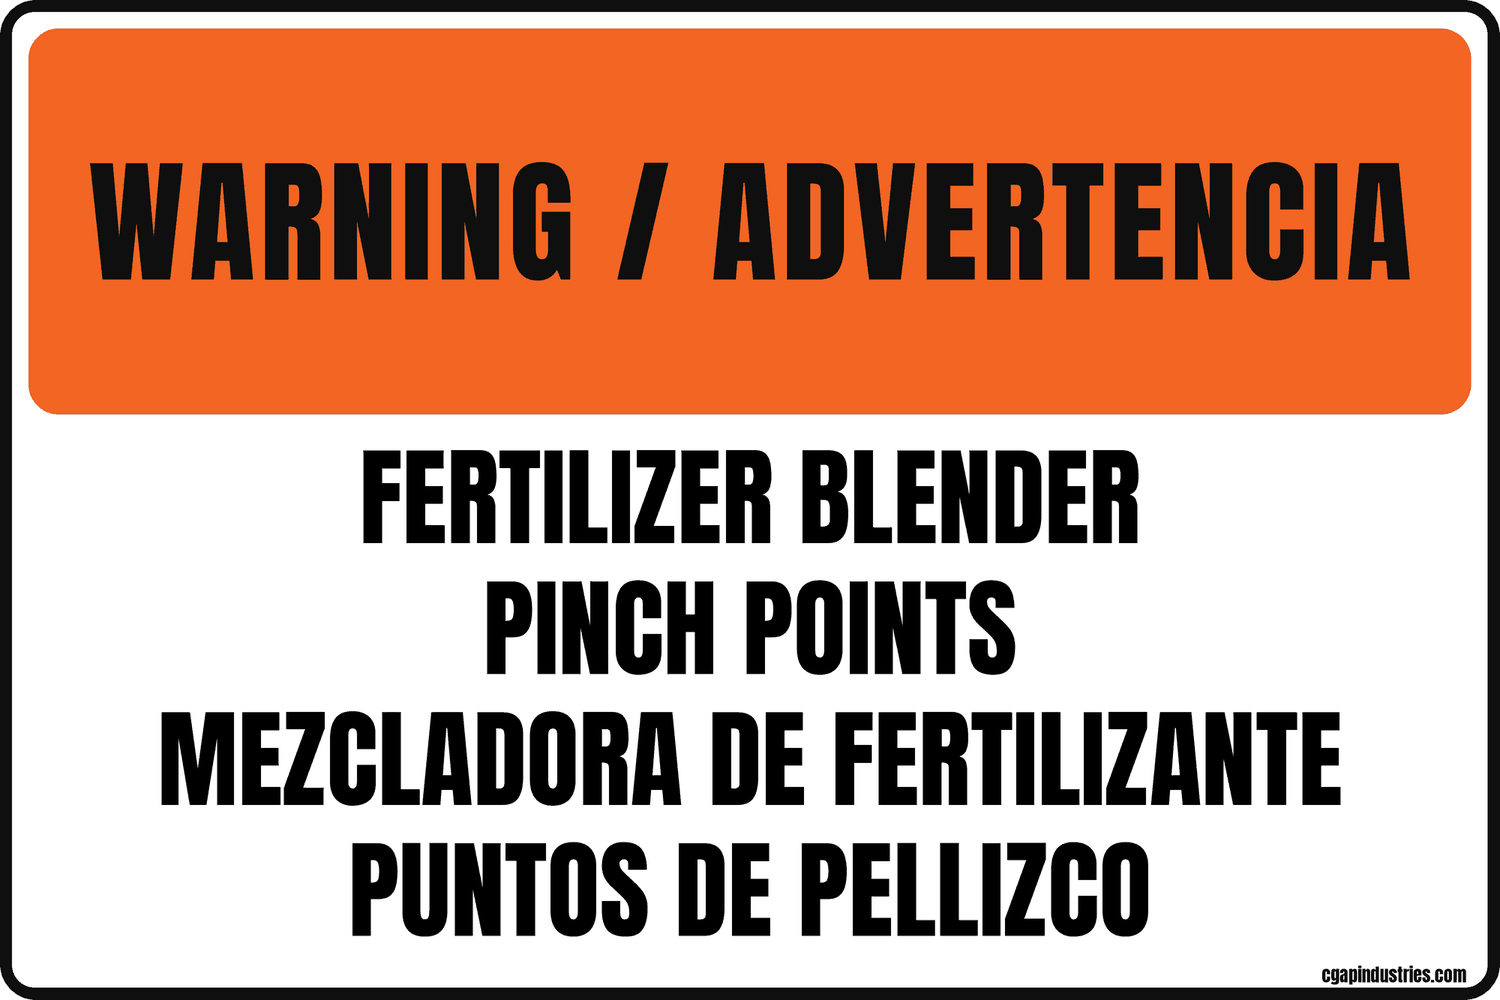 WARNING / ADVERTENCIA
FERTILIZER BLENDER
PINCH POINTS
MEZCLADORA DE FERTILIZANTE
PUNTOS DE PELLIZCO
cgapindustries.com